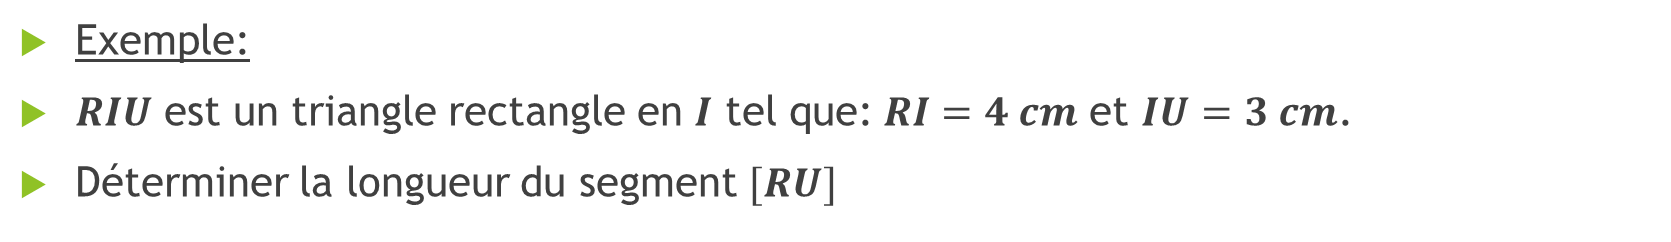 Exemple:
RIU est un triangle rectangle en I tel que: RI = 4 cm et IU = 3 cm.
Déterminer la longueur du segment [RU]